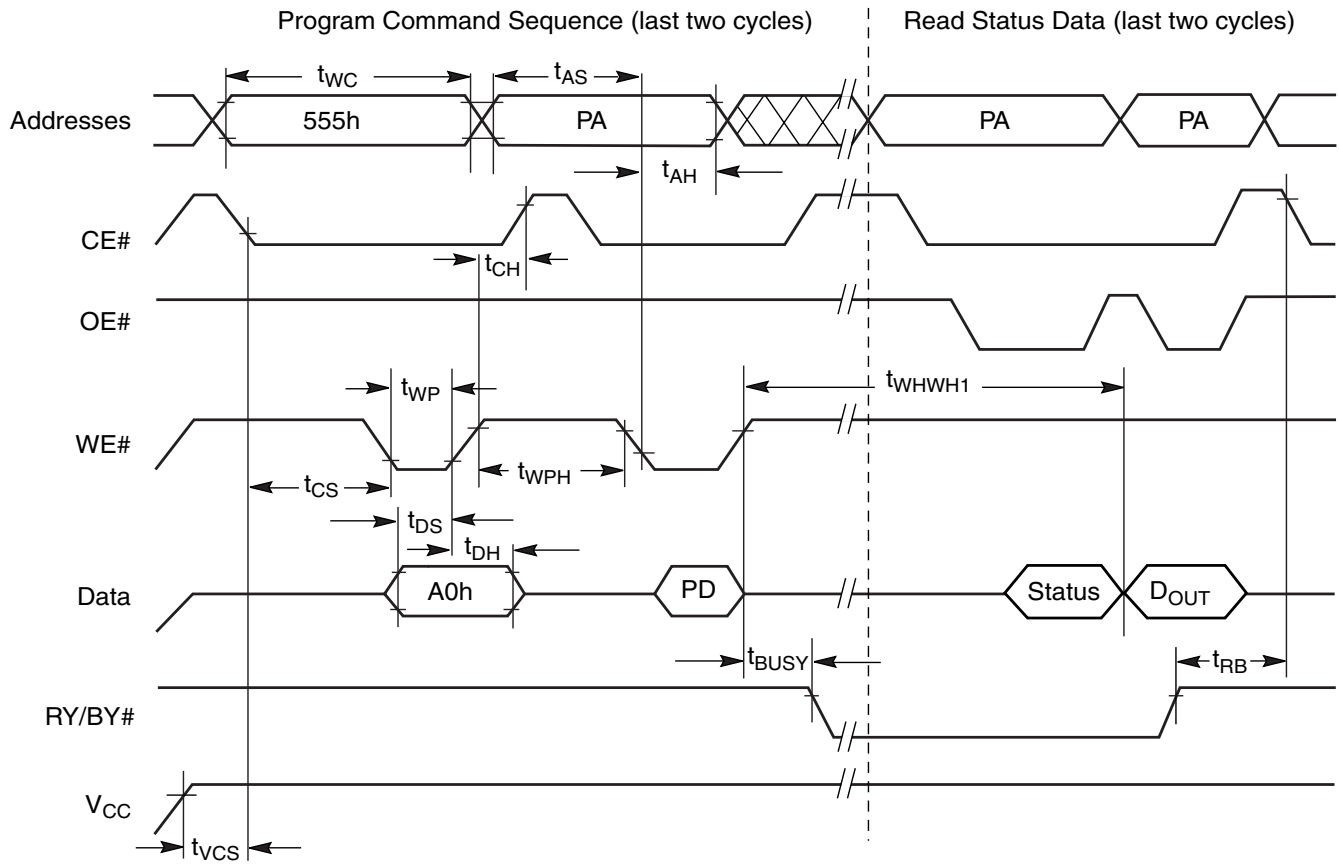 Program Command Sequence (last two cycles)
Read Status Data (last two cycles)
tWC
tAS
Addresses
555h
PA
PA
PA
tAH
CE#
tCH
OE#
tWP
tWHWH1
WE#
tCS
tWPH
tDS
tDH
Data
A0h
PD
Status
DOUT
tBUSY
tRB
RY/BY#
VCC
tVCS